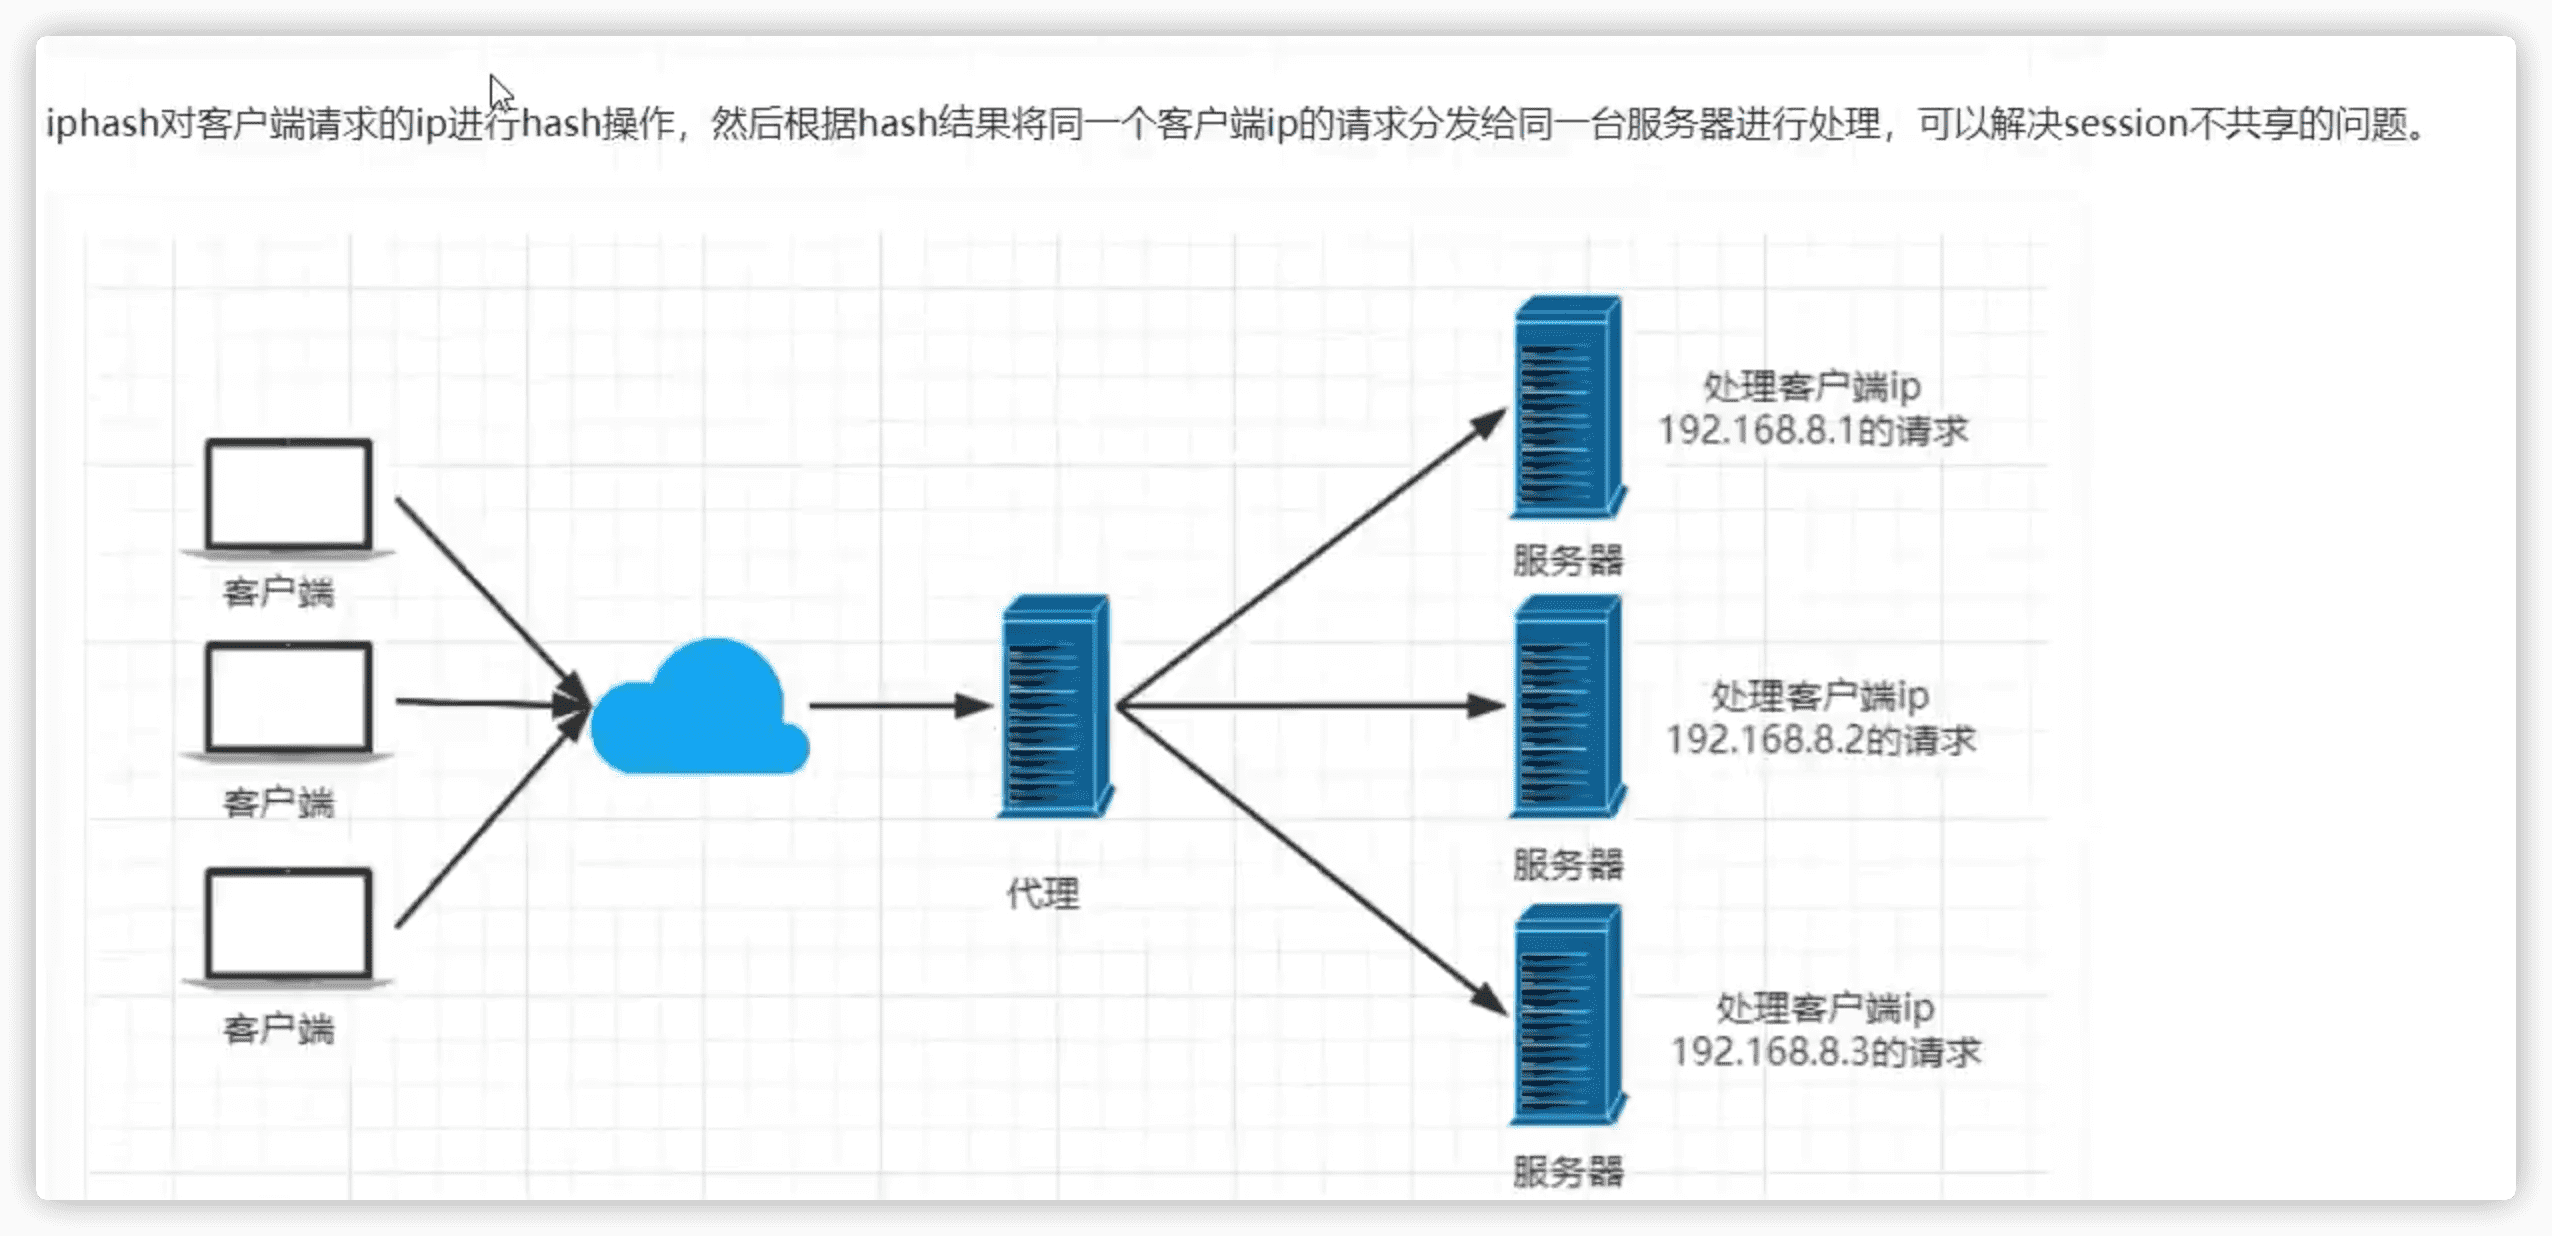 iphash对客户端请求的ip进行hash操作，然后根据hash结果将同一个客户端ip的请求分发给同一台服务器进行处理，可以解决session不共享的问题。
处理客户端ip
192.168.8.1的请求
服务器
客户端
处理客户端ip
192.168.8.2的请求
客户端
服务器
代理
处理客户端ip
192.168.8.3的请求
客户端
服务器